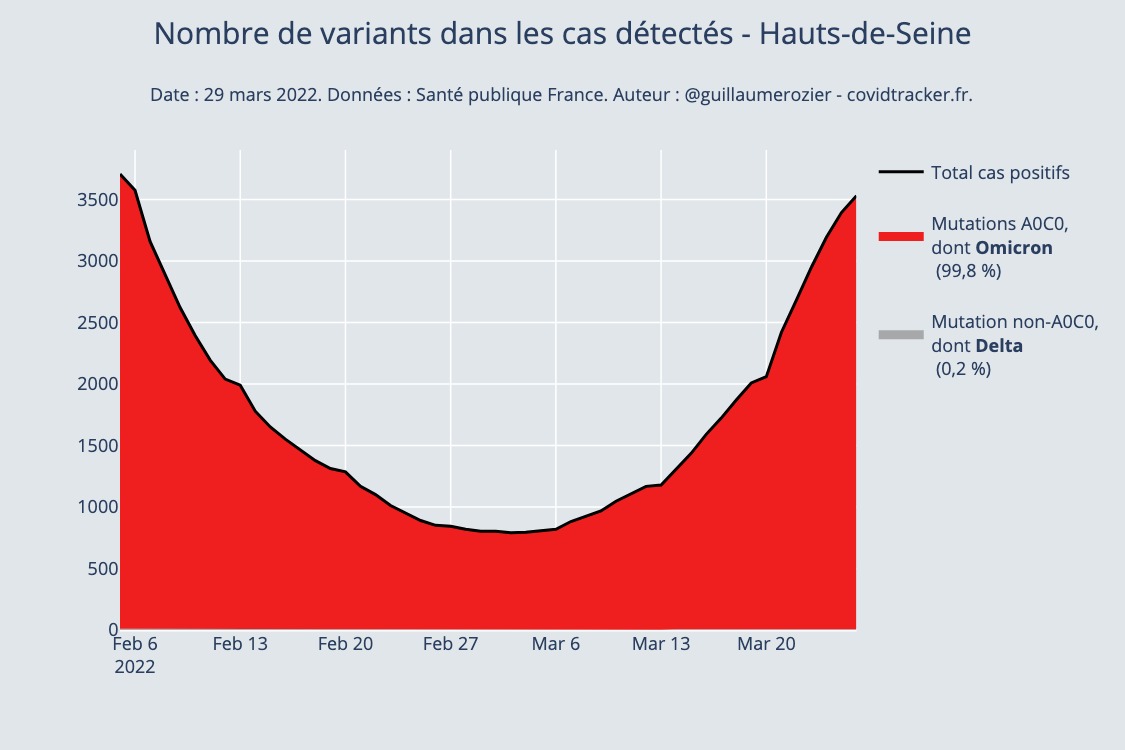 Nombre de variants dans les cas détectés - Hauts-de-Seine
Date : 29 mars 2022. Données : Santé publique France. Auteur : @guillaumerozier - covidtracker.fr.
Total cas positifs
Mutations A0C0,
dont Omicron
(99,8 %)
Mutation non-A0C0,
dont Delta
(0,2 %)
3500
3000
2500
2000
1500
1000
500
0
Feb 6
2022
Feb 13
Feb 20
Feb 27
Mar 6
Mar 13
Mar 20